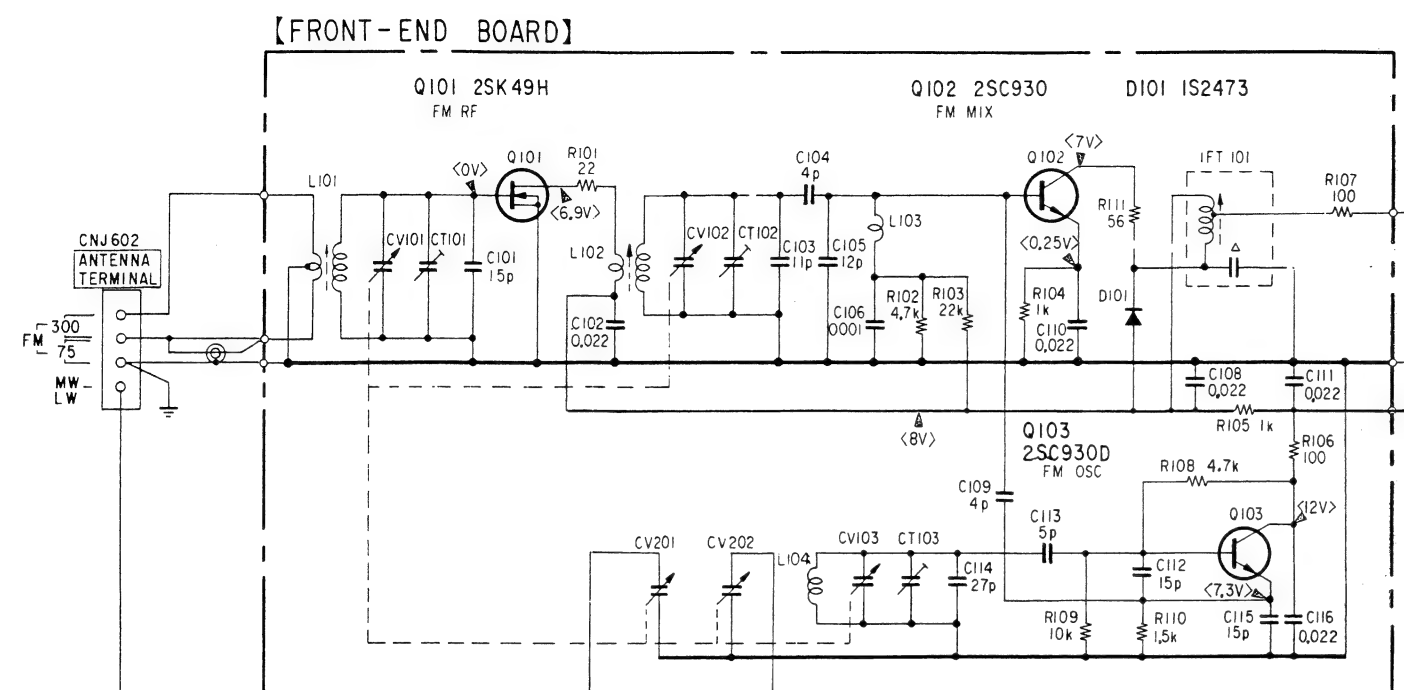 【FRONT-END BOARD】
Q101 2SK49H
FM RF
Q102 2SC930
FM MIX
D101 1S2473
Q101
R101
22
<0V>
<6.9V>
L101
CV101
CT101
C101
15p
L102
C102
0,022
CV102
CT102
C103
11p
C104
4p
C105
12p
L103
C106
0001
R102
4,7k
R103
22k
Q102
<7V>
<0,25V>
R104
1k
C110
0,022
R111
56
D101
IFT 101
R107
100
CNJ602
ANTENNA
TERMINAL
FM
300
75
MW
LW
C108
0,022
C111
0,022
R105 1k
<8V>
Q103
2SC930D
FM OSC
R106
100
R108 4.7k
C109
4p
C113
5p
Q103
<12V>
CV201
CV202
L104
CV103
CT103
C114
27p
C112
15p
<7.3V>
R109
10k
R110
1,5k
C115
15p
C116
0,022